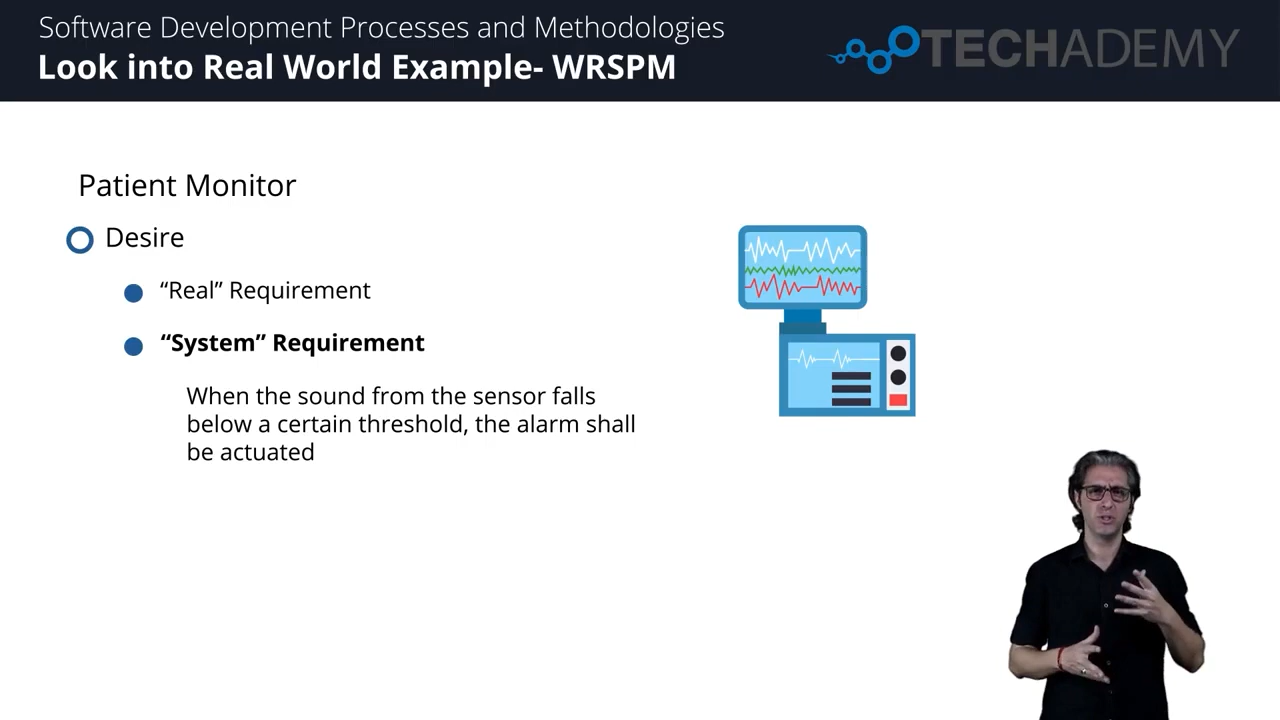 Software Development Processes and Methodologies
Look into Real World Example- WRSPM
TECHADEMY
Patient Monitor
Desire
“Real” Requirement
“System” Requirement
When the sound from the sensor falls
below a certain threshold, the alarm shall
be actuated